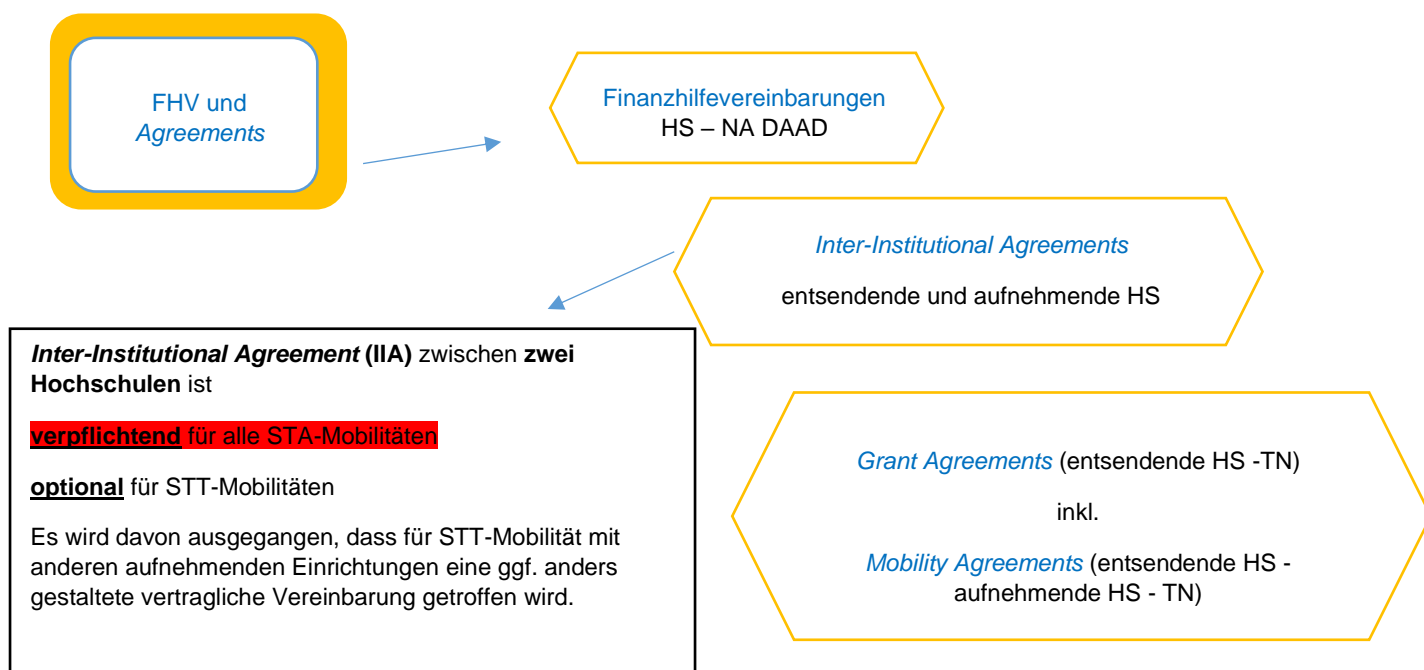 FHV und
Agreements
Finanzhilfevereinbarungen
HS – NA DAAD
Inter-Institutional Agreements
entsendende und aufnehmende HS
Inter-Institutional Agreement (IIA) zwischen zwei
Hochschulen ist
verpflichtend für alle STA-Mobilitäten
optional für STT-Mobilitäten
Es wird davon ausgegangen, dass für STT-Mobilität mit
anderen aufnehmenden Einrichtungen eine ggf. anders
gestaltete vertragliche Vereinbarung getroffen wird.
Grant Agreements (entsendende HS -TN)
inkl.
Mobility Agreements (entsendende HS -
aufnehmende HS - TN)